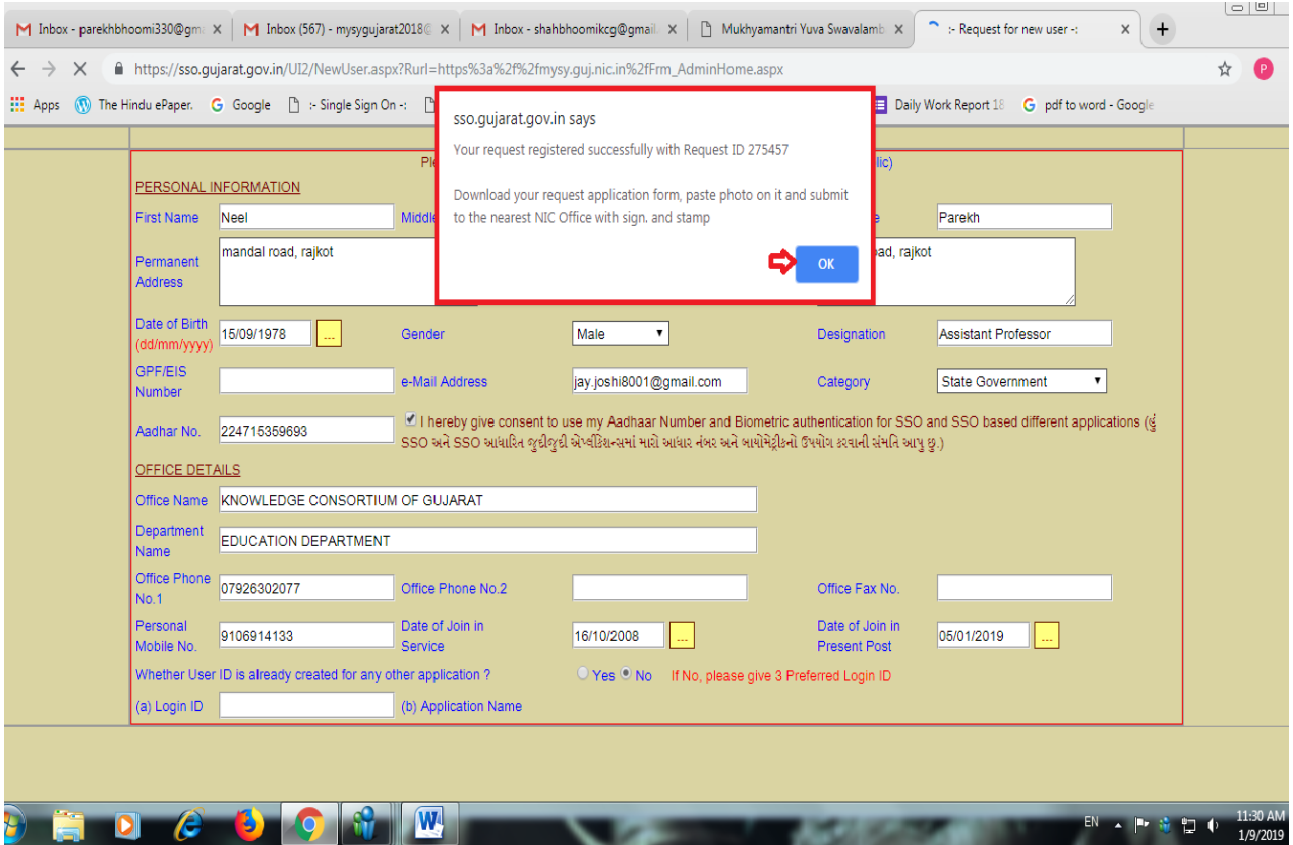 Inbox - parekhbhoomi330@gm
Inbox (567) - mysygujarat2018@
Inbox - shahbhoomikcg@gmail.
Mukhyamantri Yuva Swavalamb
:- Request for new user -:
https://sso.gujarat.gov.in/UI2/NewUser.aspx?Rurl=https%3a%2f%2fmysy.guj.nic.in%2fFrm_AdminHome.aspx
P
Apps The Hindu ePaper. Google :- Single Sign On -: Daily Work Report 18 pdf to word - Google
sso.gujarat.gov.in says
Your request registered successfully with Request ID 275457
Download your request application form, paste photo on it and submit
to the nearest NIC Office with sign. and stamp
OK
lic)
PERSONAL INFORMATION
First Name Neel Middle Parekh
Permanent Address mandal road, rajkot oad, rajkot
Date of Birth (dd/mm/yyyy) 15/09/1978 ... Gender Male Designation Assistant Professor
GPF/EIS Number e-Mail Address jay.joshi8001@gmail.com Category State Government
Aadhar No. 224715359693 I hereby give consent to use my Aadhaar Number and Biometric authentication for SSO and SSO based different applications (હું
SSO અને SSO આધારિત જુદીજુદી એપ્લીકેશન્સમાં મારો આધાર નંબર અને બાયોમેટ્રીકનો ઉપયોગ કરવાની સંમતિ આપુ છુ.)
OFFICE DETAILS
Office Name KNOWLEDGE CONSORTIUM OF GUJARAT
Department Name EDUCATION DEPARTMENT
Office Phone No.1 07926302077 Office Phone No.2 Office Fax No.
Personal Mobile No. 9106914133 Date of Join in Service 16/10/2008 ... Date of Join in Present Post 05/01/2019 ...
Whether User ID is already created for any other application ? Yes No If No, please give 3 Preferred Login ID
(a) Login ID (b) Application Name
EN 11:30 AM
1/9/2019